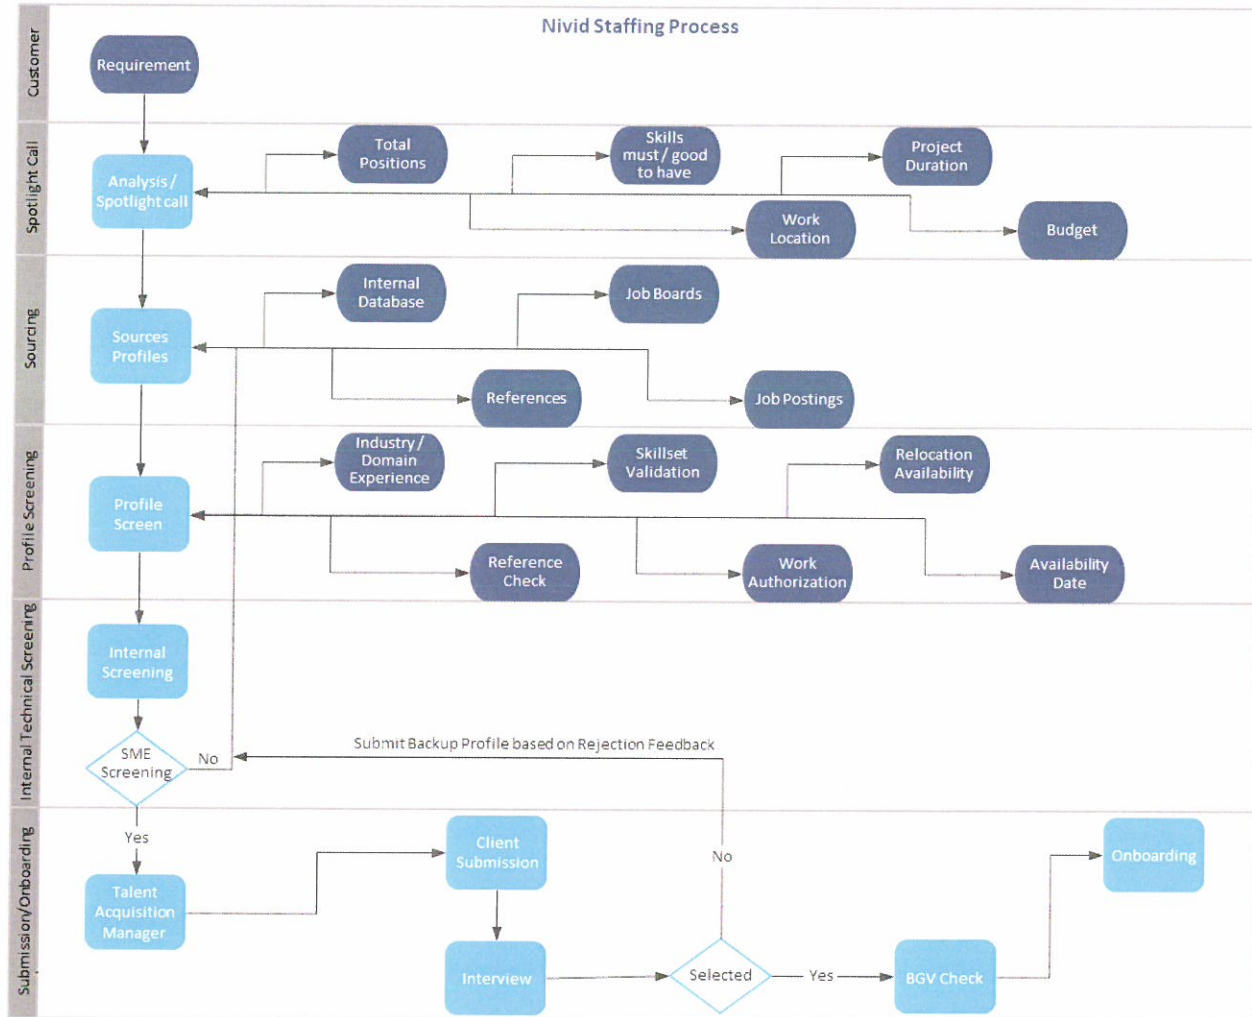 Nivid Staffing Process
Customer
Requirement
Spotlight Call
Analysis /
Spotlight call
Total
Positions
Skills
must / good
to have
Project
Duration
Work
Location
Budget
Sourcing
Sources
Profiles
Internal
Database
Job Boards
References
Job Postings
Profile Screening
Profile
Screen
Industry /
Domain
Experience
Skillset
Validation
Relocation
Availability
Reference
Check
Work
Authorization
Availability
Date
Internal Technical Screening
Internal
Screening
SME
Screening
No
Submit Backup Profile based on Rejection Feedback
Submission/Onboarding
Yes
Talent
Acquisition
Manager
Client
Submission
Interview
No
Selected
Yes
BGV Check
Onboarding